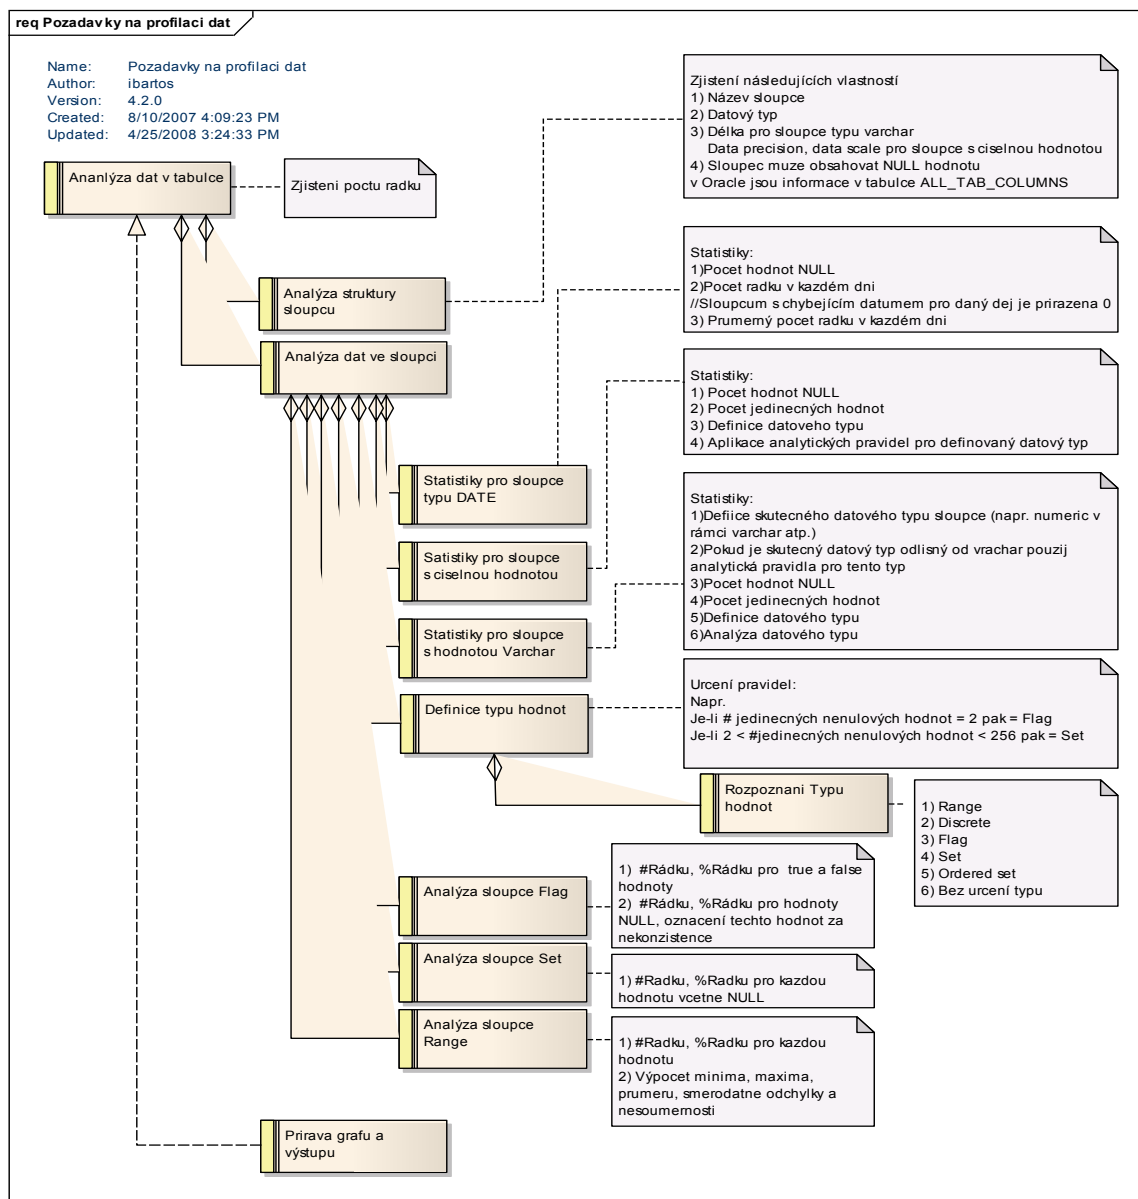 req Pozadavky na profilaci dat
Name: Pozadavky na profilaci dat
Author: ibartos
Version: 4.2.0
Created: 8/10/2007 4:09:23 PM
Updated: 4/25/2008 3:24:33 PM
Zjistení následujících vlastností
1) Název sloupce
2) Datový typ
3) Délka pro sloupce typu varchar
Data precision, data scale pro sloupce s ciselnou hodnotou
4) Sloupec muze obsahovat NULL hodnotu
v Oracle jsou informace v tabulce ALL_TAB_COLUMNS
Ananlýza dat v tabulce
Zjisteni poctu radku
Statistiky:
1)Pocet hodnot NULL
2)Pocet radku v kazdém dni
//Sloupcum s chybejícím datumem pro daný dej je prirazena 0
3) Prumerný pocet radku v kazdém dni
Analýza struktury
sloupcu
Analýza dat ve sloupci
Statistiky:
1) Pocet hodnot NULL
2) Pocet jedinecných hodnot
3) Definice datoveho typu
4) Aplikace analytických pravidel pro definovaný datový typ
Statistiky pro sloupce
typu DATE
Statistiky:
1)Defiice skutecného datového typu sloupce (napr. numeric v
rámci varchar atp.)
2)Pokud je skutecný datový typ odlisný od vrachar pouzij
analytická pravidla pro tento typ
3)Pocet hodnot NULL
4)Pocet jedinecných hodnot
5)Definice datového typu
6)Analýza datového typu
Satistiky pro sloupce
s ciselnou hodnotou
Statistiky pro sloupce
s hodnotou Varchar
Definice typu hodnot
Urcení pravidel:
Napr.
Je-li # jedinecných nenulových hodnot = 2 pak = Flag
Je-li 2 < #jedinecných nenulových hodnot < 256 pak = Set
Rozpoznani Typu
hodnot
1) Range
2) Discrete
3) Flag
4) Set
5) Ordered set
6) Bez urcení typu
Analýza sloupce Flag
1) #Rádku, %Rádku pro true a false
hodnoty
2) #Rádku, %Rádku pro hodnoty
NULL, oznacení techto hodnot za
nekonzistence
Analýza sloupce Set
1) #Radku, %Radku pro kazdou
hodnotu vcetne NULL
Analýza sloupce
Range
1) #Radku, %Radku pro kazdou
hodnotu
2) Výpocet minima, maxima,
prumeru, smerodatne odchylky a
nesoumernosti
Prirava grafu a
výstupu